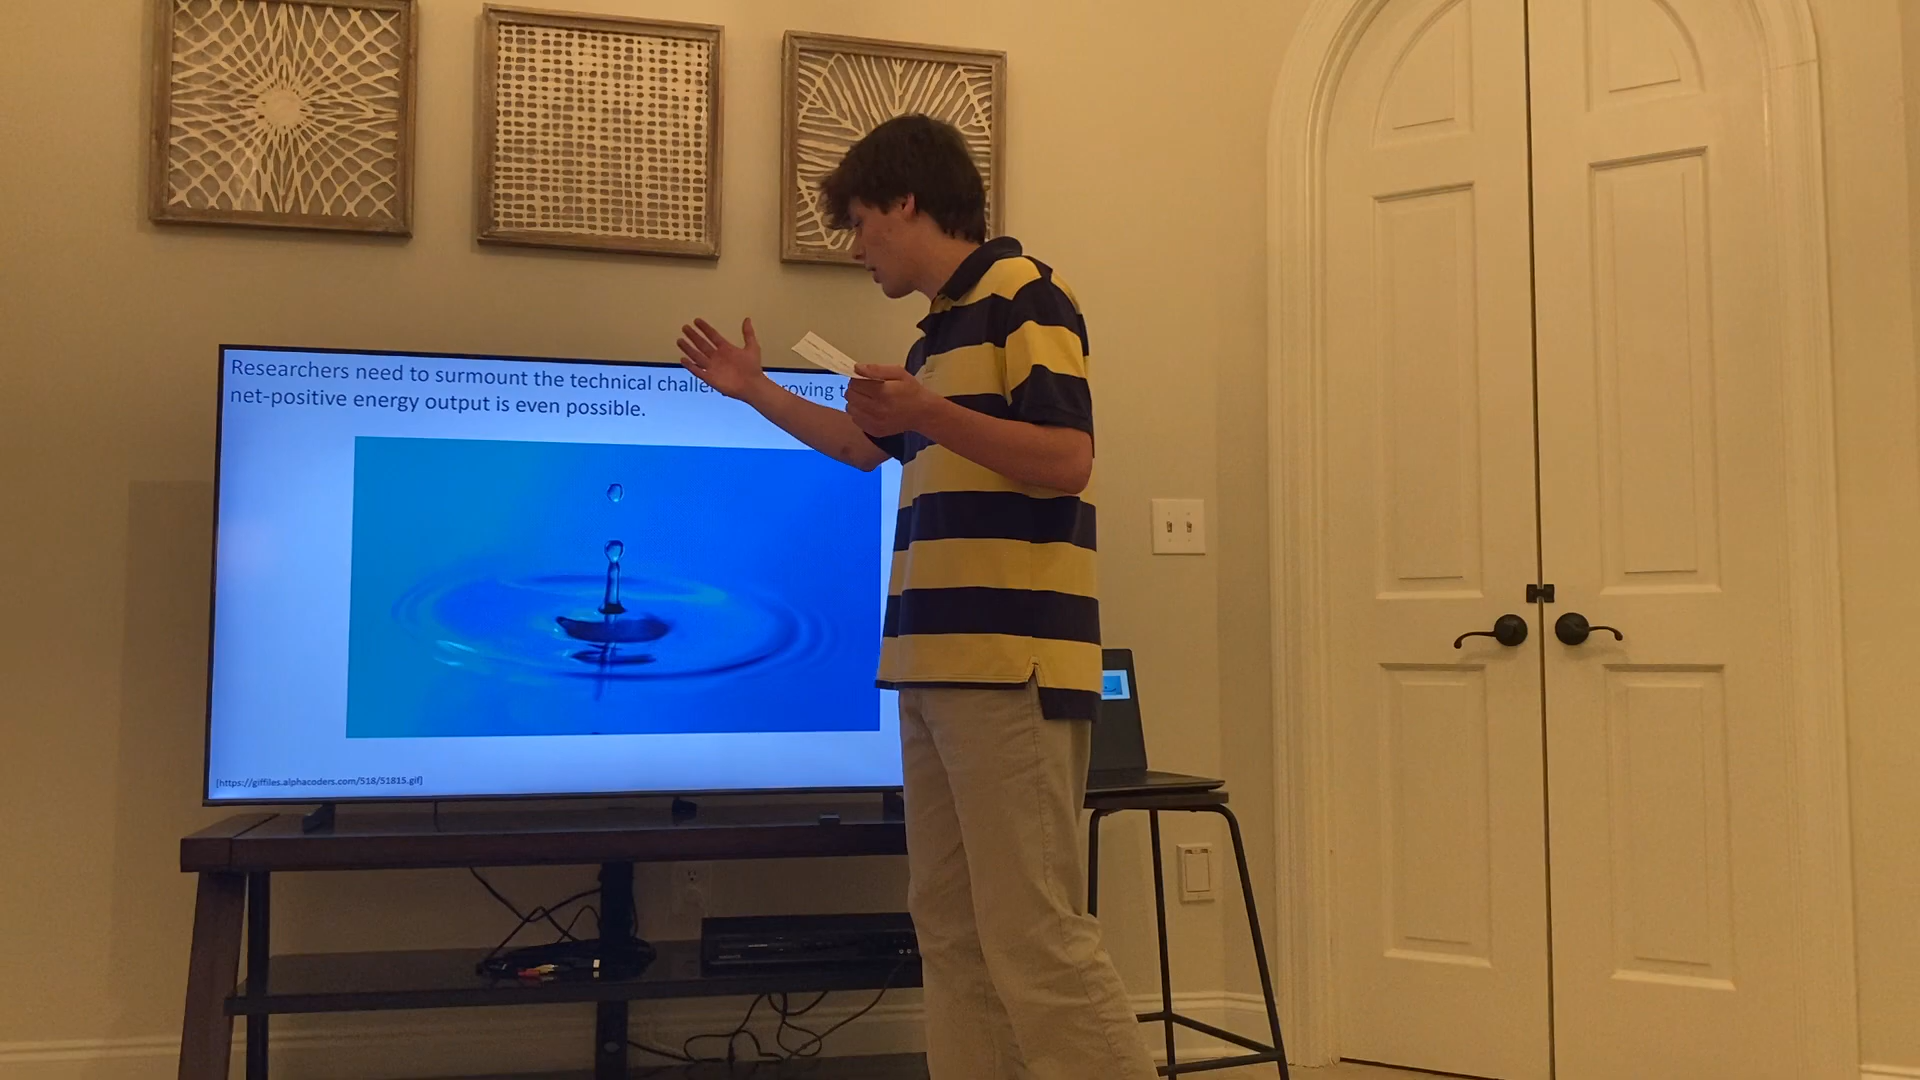 Researchers need to surmount the technical roving
net-positive energy output is even possible.
[https://giffiles.alphacoders.com/518/51815.gif]